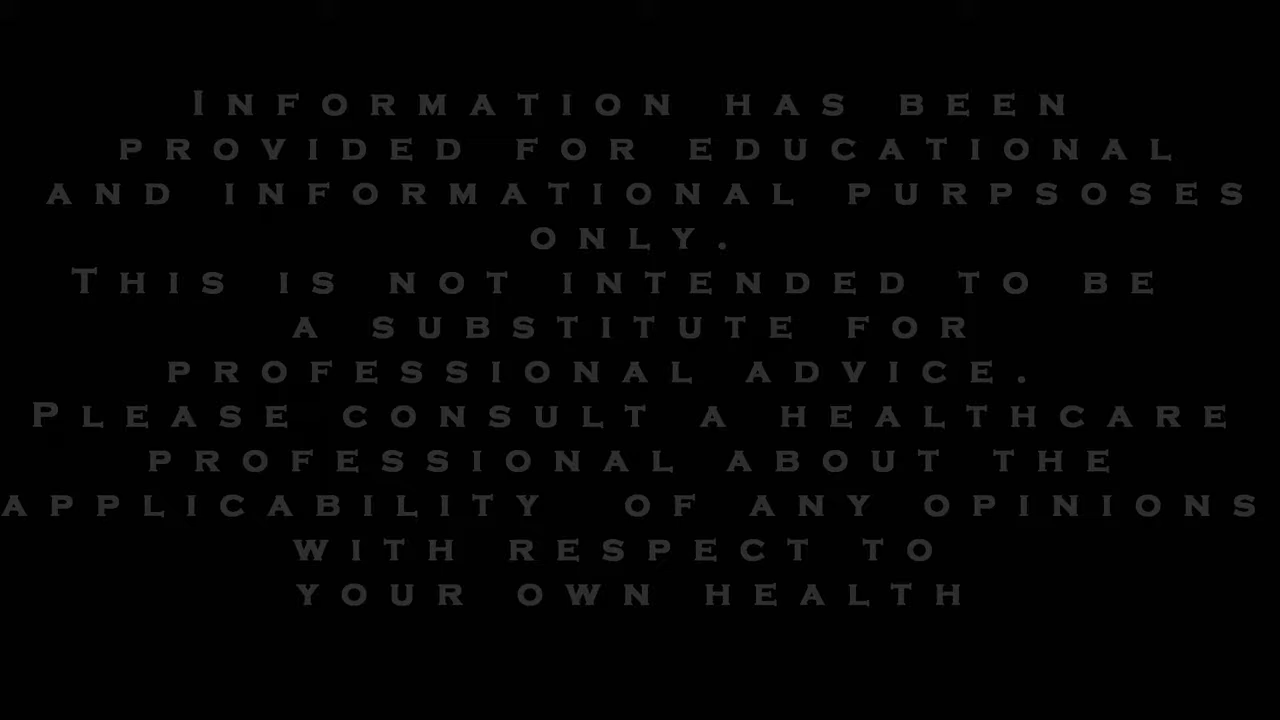 Information has been
provided for educational
and informational purpsoses
only.
This is not intended to be
a substitute for
professional advice.
Please consult a healthcare
professional about the
applicability of any opinions
with respect to
your own health